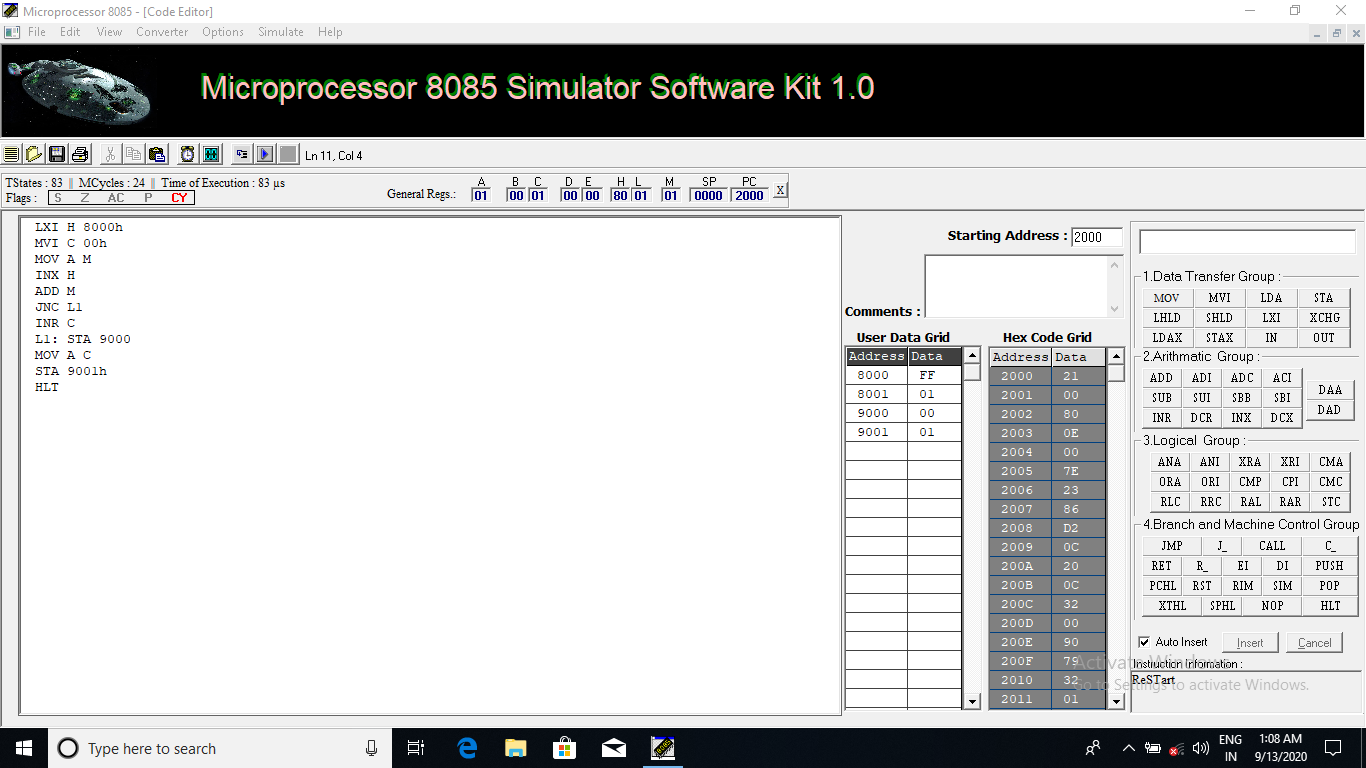 Microprocessor 8085 - [Code Editor]
File Edit View Converter Options Simulate Help
Microprocessor 8085 Simulator Software Kit 1.0
Ln 11, Col 4
TStates : 83 MCycles : 24 Time of Execution : 83 µs
Flags : S Z AC P CY
General Regs.:
A B C D E H L M SP PC
01 00 01 00 00 80 01 01 0000 2000 X
LXI H 8000h
MVI C 00h
MOV A M
INX H
ADD M
JNC L1
INR C
L1: STA 9000
MOV A C
STA 9001h
HLT
Starting Address : 2000
Comments :
User Data Grid
Address Data
8000 FF
8001 01
9000 00
9001 01
Hex Code Grid
Address Data
2000 21
2001 00
2002 80
2003 0E
2004 00
2005 7E
2006 23
2007 86
2008 D2
2009 0C
200A 20
200B 0C
200C 32
200D 00
200E 90
200F 79
2010 32
2011 01
1.Data Transfer Group :
MOV MVI LDA STA
LHLD SHLD LXI XCHG
LDAX STAX IN OUT
2.Arithmatic Group :
ADD ADI ADC ACI
SUB SUI SBB SBI
INR DCR INX DCX
DAA
DAD
3.Logical Group :
ANA ANI XRA XRI CMA
ORA ORI CMP CPI CMC
RLC RRC RAL RAR STC
4.Branch and Machine Control Group
JMP J_ CALL C_
RET R_ EI DI PUSH
PCHL RST RIM SIM POP
XTHL SPHL NOP HLT
Auto Insert Insert Cancel
Instuction Infomation :
ReSTart
Activate Windows
Go to Settings to activate Windows.
Type here to search
8085
ENG
IN
1:08 AM
9/13/2020